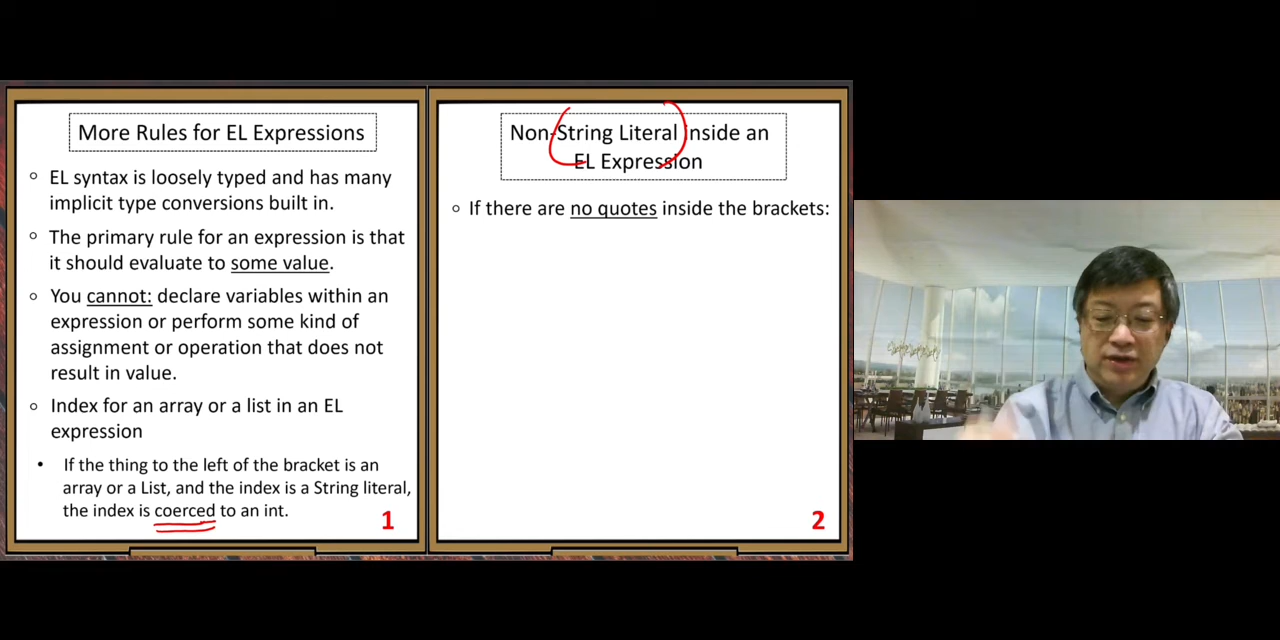 More Rules for EL Expressions
◦ EL syntax is loosely typed and has many
implicit type conversions built in.
◦ The primary rule for an expression is that
it should evaluate to some value.
◦ You cannot: declare variables within an
expression or perform some kind of
assignment or operation that does not
result in value.
◦ Index for an array or a list in an EL
expression
• If the thing to the left of the bracket is an
array or a List, and the index is a String literal,
the index is coerced to an int.
1
Non-String Literal Inside an
EL Expression
◦ If there are no quotes inside the brackets:
2